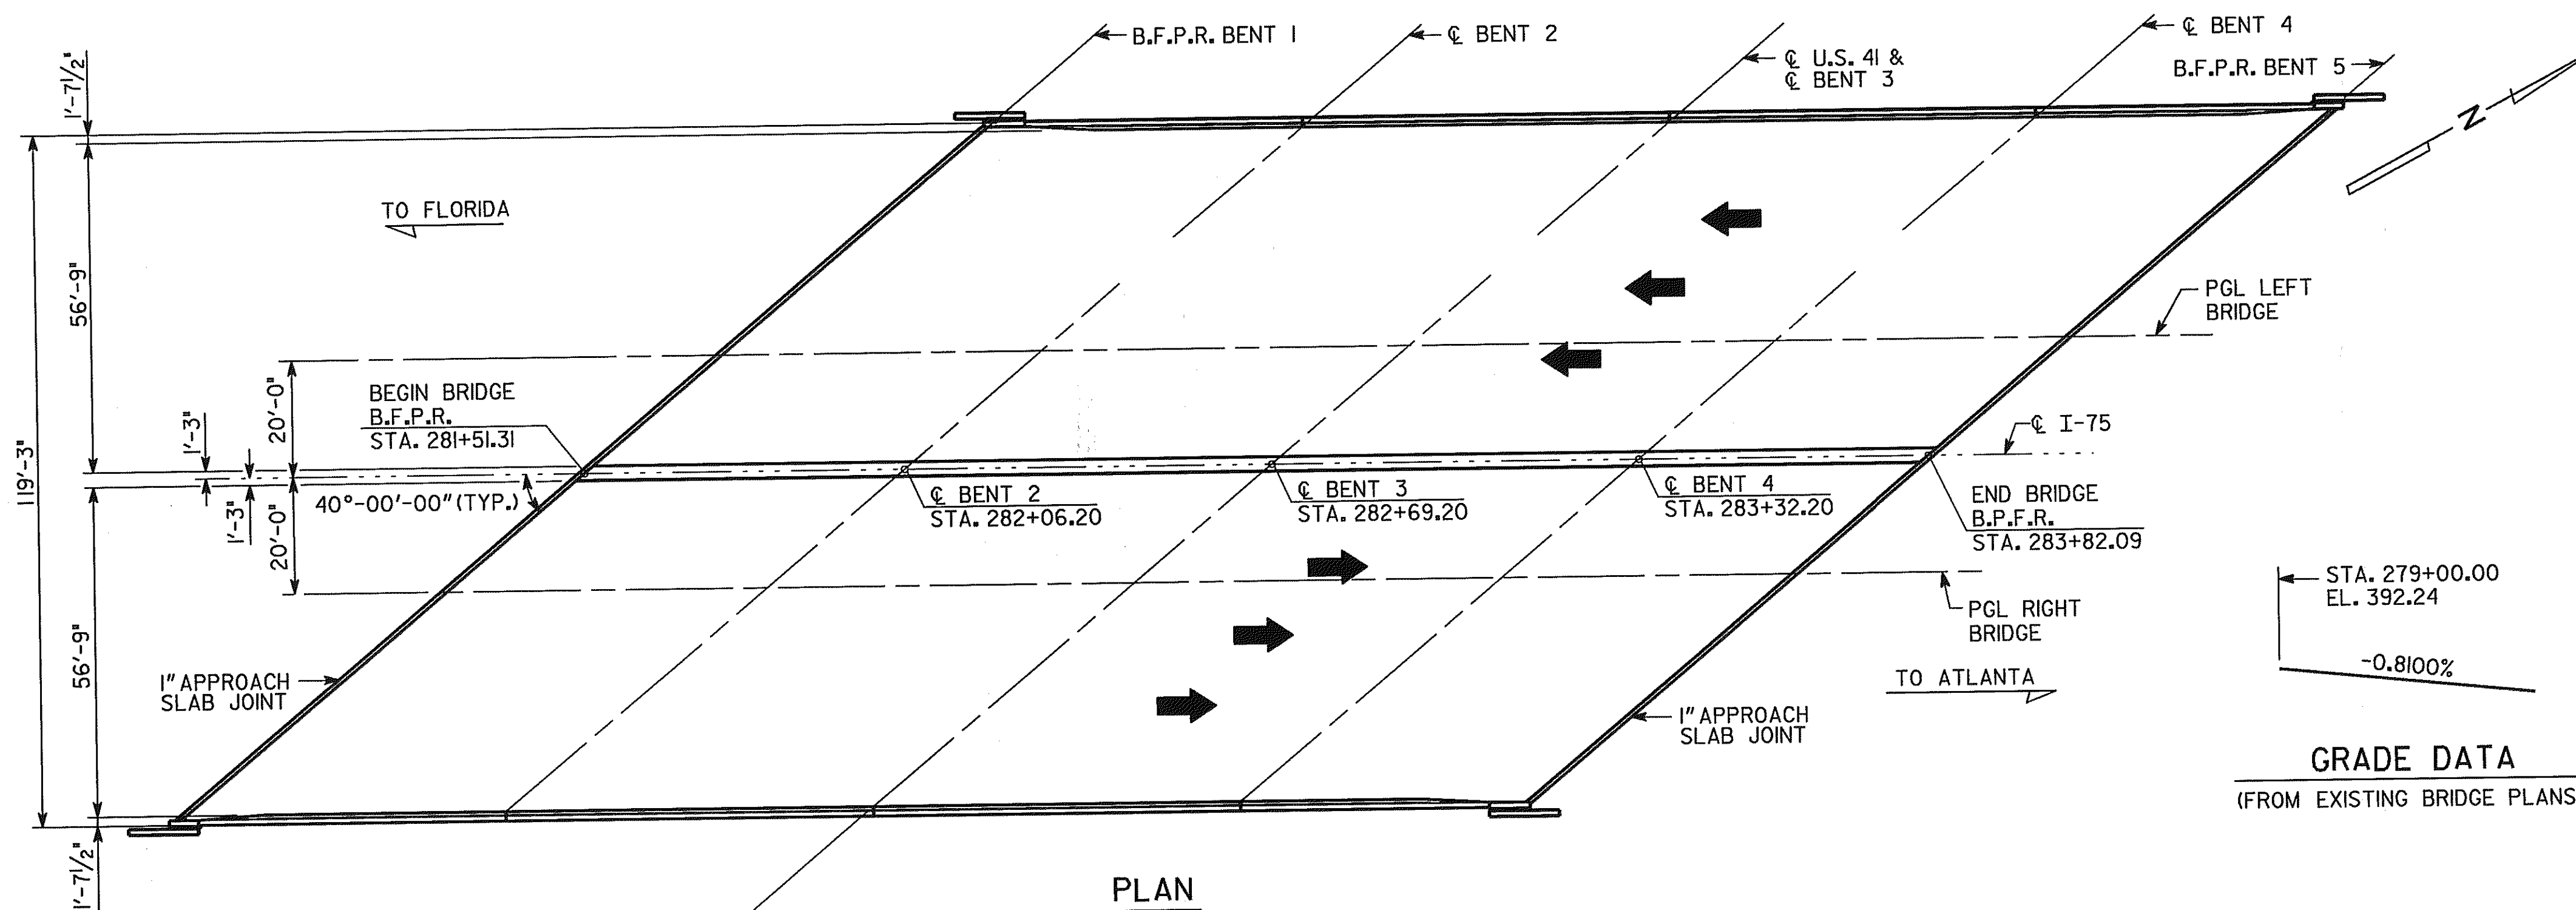 B.F.P.R. BENT 1
℄ BENT 2
℄ U.S. 41 &
℄ BENT 3
℄ BENT 4
B.F.P.R. BENT 5
N
1'-7 1/2"
TO FLORIDA
56'-9"
119'-3"
PGL LEFT
BRIDGE
BEGIN BRIDGE
B.F.P.R.
STA. 281+51.31
20'-0"
1'-3"
1'-3"
20'-0"
40°-00'-00" (TYP.)
℄ I-75
℄ BENT 2
STA. 282+06.20
℄ BENT 3
STA. 282+69.20
℄ BENT 4
STA. 283+32.20
END BRIDGE
B.P.F.R.
STA. 283+82.09
STA. 279+00.00
EL. 392.24
-0.8100%
PGL RIGHT
BRIDGE
56'-9"
1" APPROACH
SLAB JOINT
TO ATLANTA
1" APPROACH
SLAB JOINT
GRADE DATA
(FROM EXISTING BRIDGE PLANS
1'-7 1/2"
PLAN